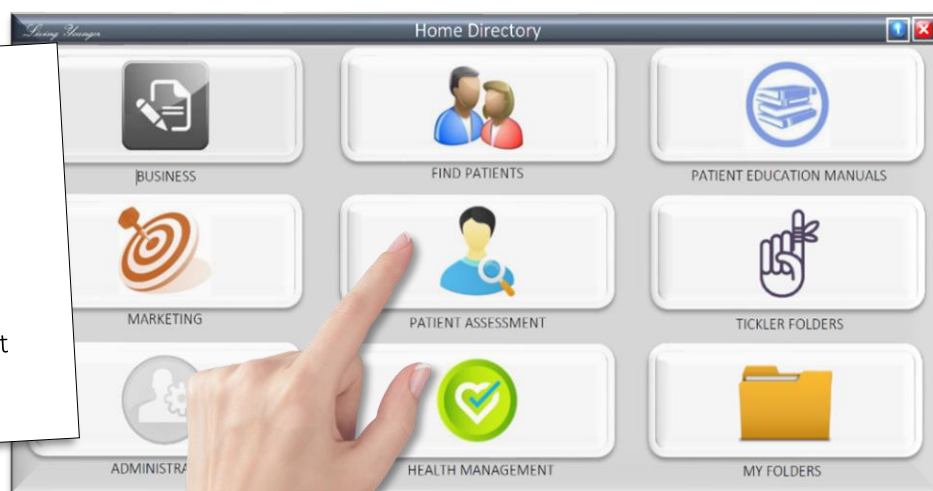 Living Younger
Home Directory
BUSINESS
FIND PATIENTS
PATIENT EDUCATION MANUALS
MARKETING
PATIENT ASSESSMENT
TICKLER FOLDERS
t
ADMINISTRA
HEALTH MANAGEMENT
MY FOLDERS